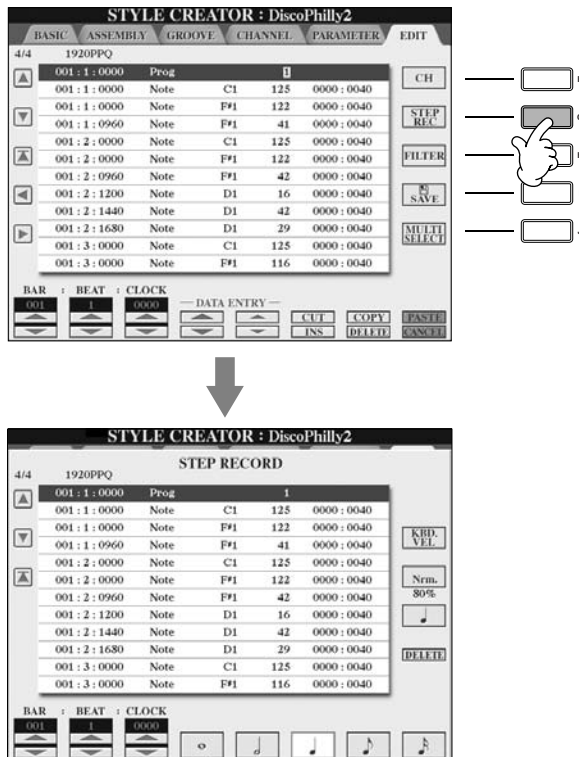 STYLE CREATOR : DiscoPhilly2
BASIC ASSEMBLY GROOVE CHANNEL PARAMETER EDIT
4/4 1920PPQ
001 : 1 : 0000 Prog 1
001 : 1 : 0000 Note C1 125 0000 : 0040
001 : 1 : 0000 Note F#1 122 0000 : 0040
001 : 1 : 0960 Note F#1 41 0000 : 0040
001 : 2 : 0000 Note C1 125 0000 : 0040
001 : 2 : 0000 Note F#1 122 0000 : 0040
001 : 2 : 0960 Note F#1 42 0000 : 0040
001 : 2 : 1200 Note D1 16 0000 : 0040
001 : 2 : 1440 Note D1 42 0000 : 0040
001 : 2 : 1680 Note D1 29 0000 : 0040
001 : 3 : 0000 Note C1 125 0000 : 0040
001 : 3 : 0000 Note F#1 116 0000 : 0040
CH
STEP
REC
FILTER
SAVE
MULTI
SELECT
BAR : BEAT : CLOCK
001 1 0000
DATA ENTRY
CUT COPY PASTE
INS DELETE CANCEL
STYLE CREATOR : DiscoPhilly2
STEP RECORD
4/4 1920PPQ
001 : 1 : 0000 Prog 1
001 : 1 : 0000 Note C1 125 0000 : 0040
001 : 1 : 0000 Note F#1 122 0000 : 0040
001 : 1 : 0960 Note F#1 41 0000 : 0040
001 : 2 : 0000 Note C1 125 0000 : 0040
001 : 2 : 0000 Note F#1 122 0000 : 0040
001 : 2 : 0960 Note F#1 42 0000 : 0040
001 : 2 : 1200 Note D1 16 0000 : 0040
001 : 2 : 1440 Note D1 42 0000 : 0040
001 : 2 : 1680 Note D1 29 0000 : 0040
001 : 3 : 0000 Note C1 125 0000 : 0040
001 : 3 : 0000 Note F#1 116 0000 : 0040
KBD.
VEL
Nrm.
80%
DELETE
BAR : BEAT : CLOCK
001 1 0000